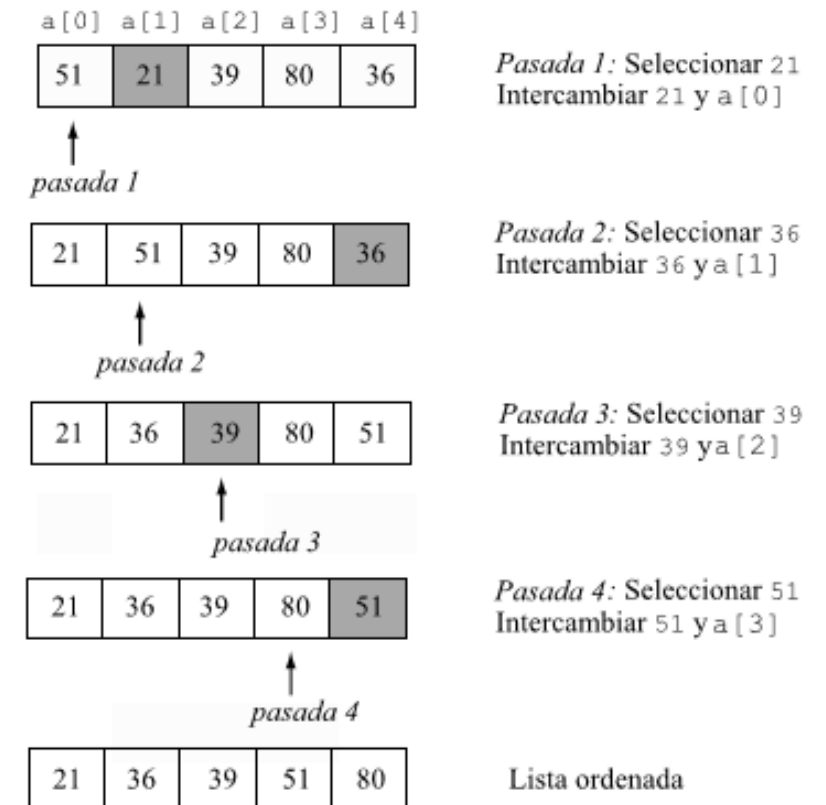 a[0] a[1] a[2] a[3] a[4]
51 21 39 80 36
Pasada 1: Seleccionar 21
Intercambiar 21 y a[0]
pasada 1
21 51 39 80 36
Pasada 2: Seleccionar 36
Intercambiar 36 y a[1]
pasada 2
21 36 39 80 51
Pasada 3: Seleccionar 39
Intercambiar 39 y a[2]
pasada 3
21 36 39 80 51
Pasada 4: Seleccionar 51
Intercambiar 51 y a[3]
pasada 4
21 36 39 51 80
Lista ordenada